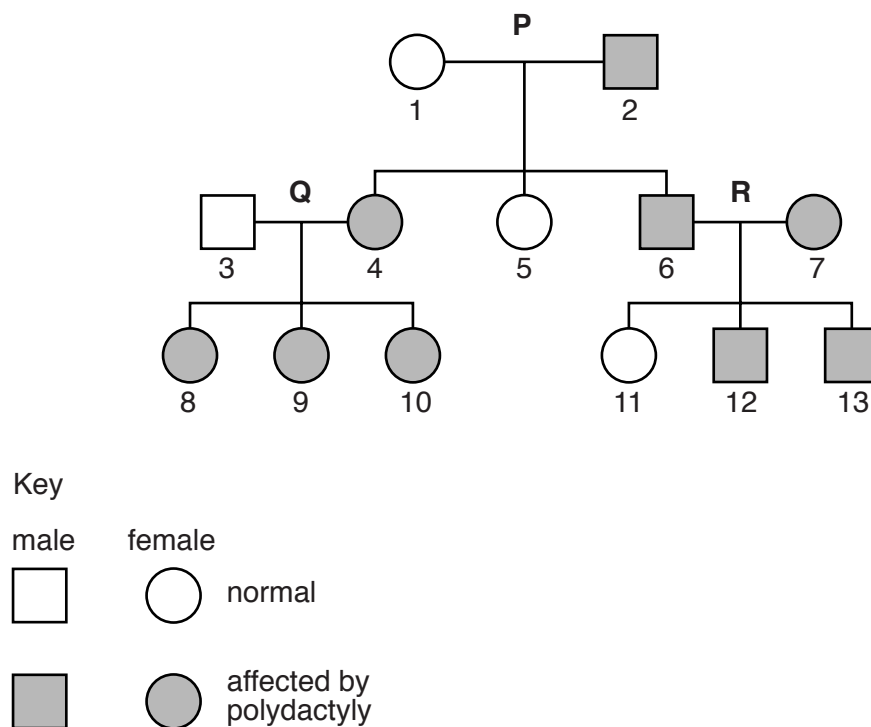 P
1 2
Q R
3 4 5 6 7
8 9 10 11 12 13
Key
male female
normal
affected by
polydactyly